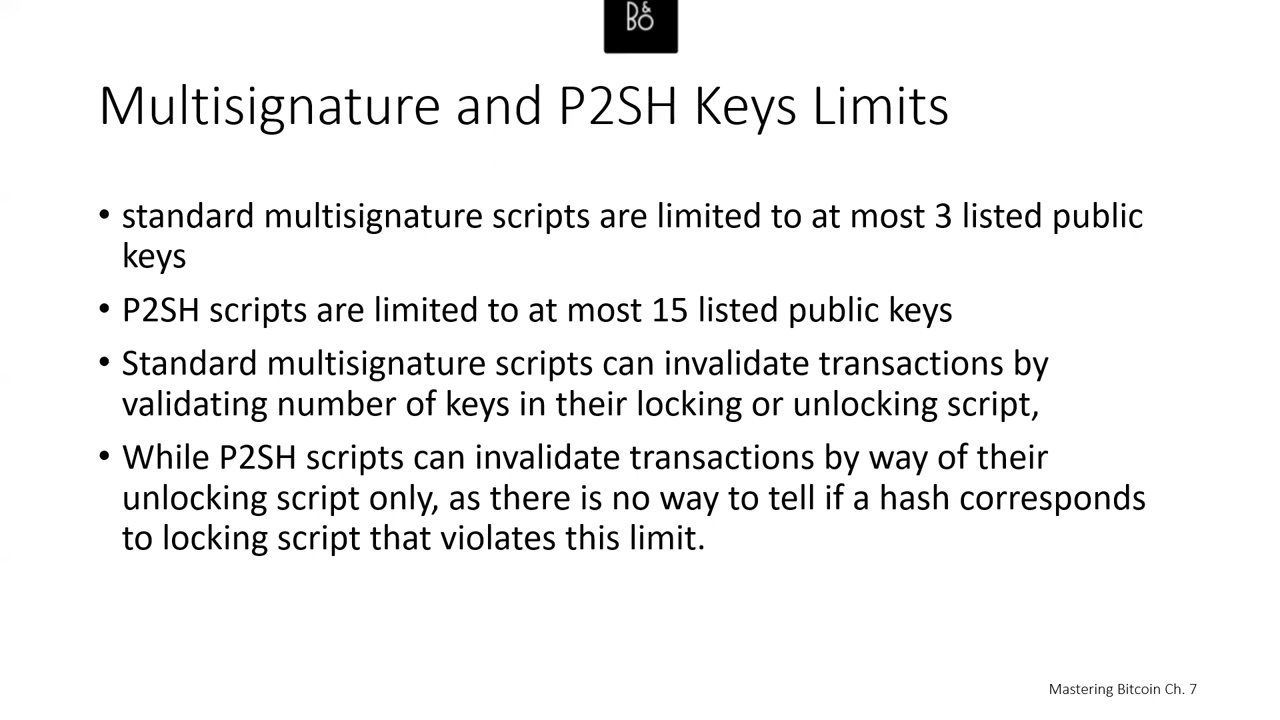 B&O
Multisignature and P2SH Keys Limits
• standard multisignature scripts are limited to at most 3 listed public
keys
• P2SH scripts are limited to at most 15 listed public keys
• Standard multisignature scripts can invalidate transactions by
validating number of keys in their locking or unlocking script,
• While P2SH scripts can invalidate transactions by way of their
unlocking script only, as there is no way to tell if a hash corresponds
to locking script that violates this limit.
Mastering Bitcoin Ch. 7